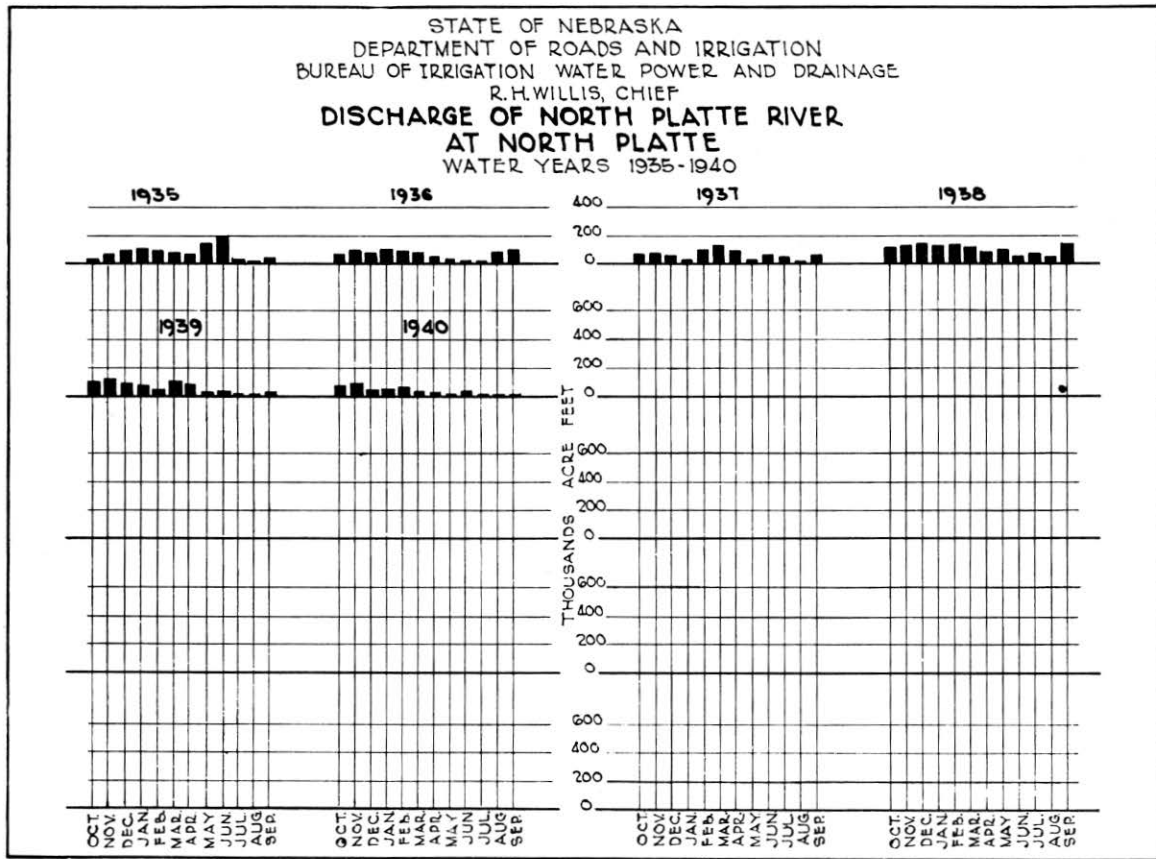 STATE OF NEBRASKA
DEPARTMENT OF ROADS AND IRRIGATION
BUREAU OF IRRIGATION WATER POWER AND DRAINAGE
R.H.WILLIS, CHIEF
DISCHARGE OF NORTH PLATTE RIVER
AT NORTH PLATTE
WATER YEARS 1935-1940
1935 1936 1937 1938
400
200
0
600
1939 1940
400
200
0
THOUSANDS ACRE FEET
600
400
200
0
600
400
200
0
600
400
200
0
OCT. NOV. DEC. JAN. FEB. MAR. APR. MAY JUN. JUL. AUG. SEP. OCT. NOV. DEC. JAN. FEB. MAR. APR. MAY JUN. JUL. AUG. SEP. OCT. NOV. DEC. JAN. FEB. MAR. APR. MAY. JUN. JUL. AUG. SEP. OCT. NOV. DEC. JAN. FEB. MAR. APR. MAY JUN. JUL. AUG. SEP.